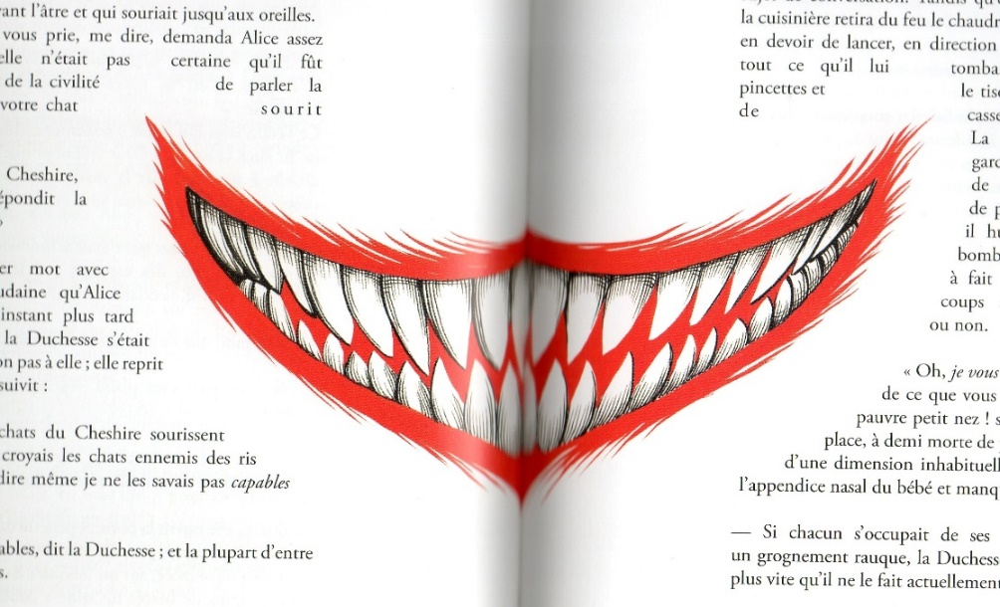 ant l'âtre et qui souriait jusqu'aux oreilles.
vous prie, me dire, demanda Alice assez
elle n'était pas certaine qu'il fût
de la civilité de parler la
votre chat sourit
Cheshire,
épondit la
»
er mot avec
udaine qu'Alice
instant plus tard
la Duchesse s'était
on pas à elle ; elle reprit
suivit :
chats du Cheshire sourissent
croyais les chats ennemis des ris
dire même je ne les savais pas capables
ables, dit la Duchesse ; et la plupart d'entre
s.
la cuisinière retira du feu le chaudr
en devoir de lancer, en direction
tout ce qu'il lui tomba
pincettes et le tis
de casse
La
gard
de
de p
il hu
bomb
à fait
coups
ou non.
« Oh, je vous
de ce que vous
pauvre petit nez ! s
place, à demi morte de
d'une dimension inhabituell
l'appendice nasal du bébé et manq
— Si chacun s'occupait de ses
un grognement rauque, la Duchess
plus vite qu'il ne le fait actuellement